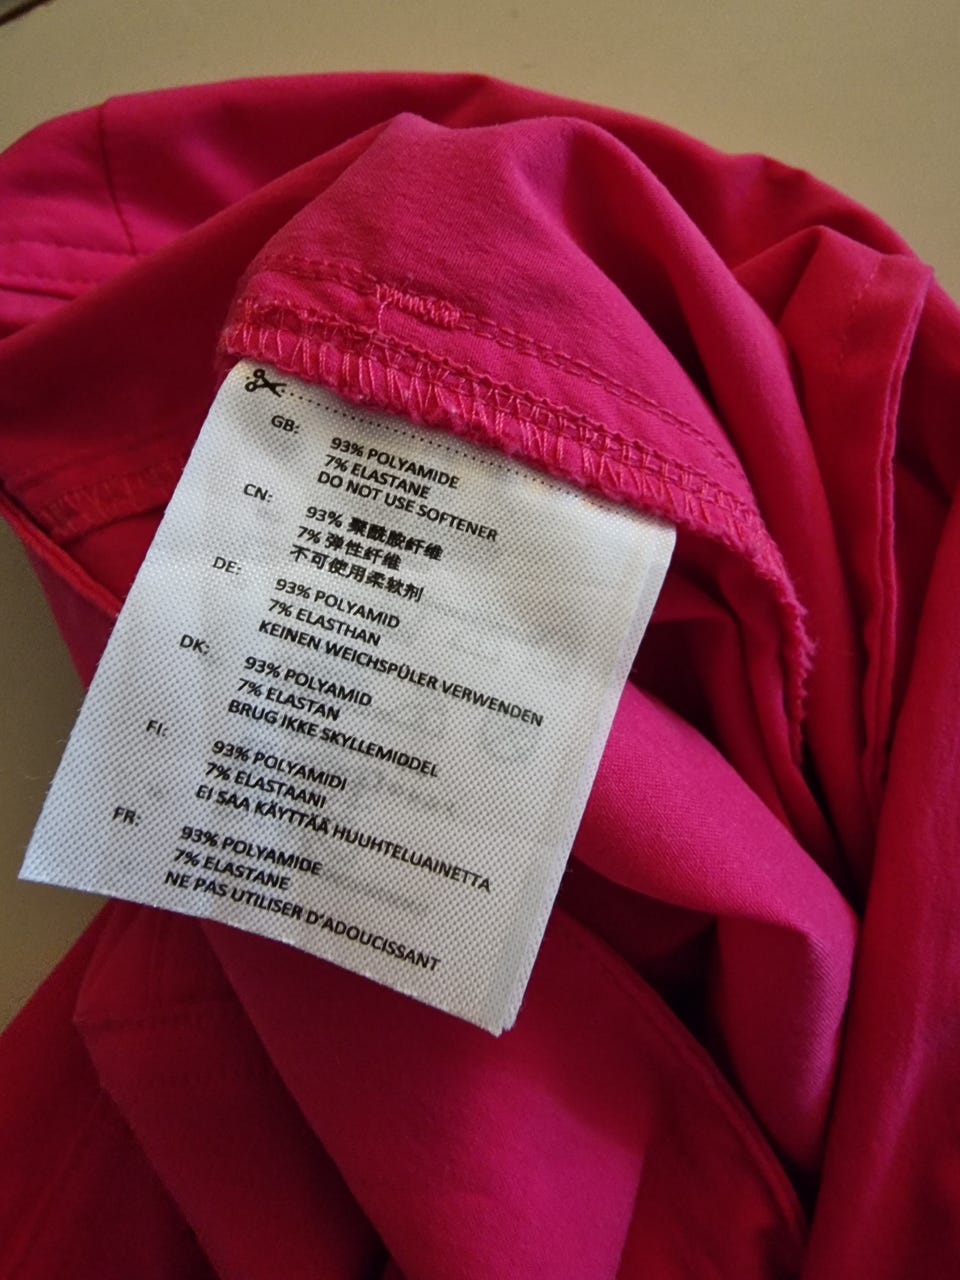 GB: 93% POLYAMIDE
7% ELASTANE
DO NOT USE SOFTENER
CN: 93% 聚酰胺纤维
7% 弹性纤维
不可使用柔软剂
DE: 93% POLYAMID
7% ELASTHAN
KEINEN WEICHSPÜLER VERWENDEN
DK: 93% POLYAMID
7% ELASTAN
BRUG IKKE SKYLLEMIDDEL
FI: 93% POLYAMIDI
7% ELASTAANI
EI SAA KÄYTTÄÄ HUUHTELUAINETTA
FR: 93% POLYAMIDE
7% ELASTANE
NE PAS UTILISER D'ADOUCISSANT